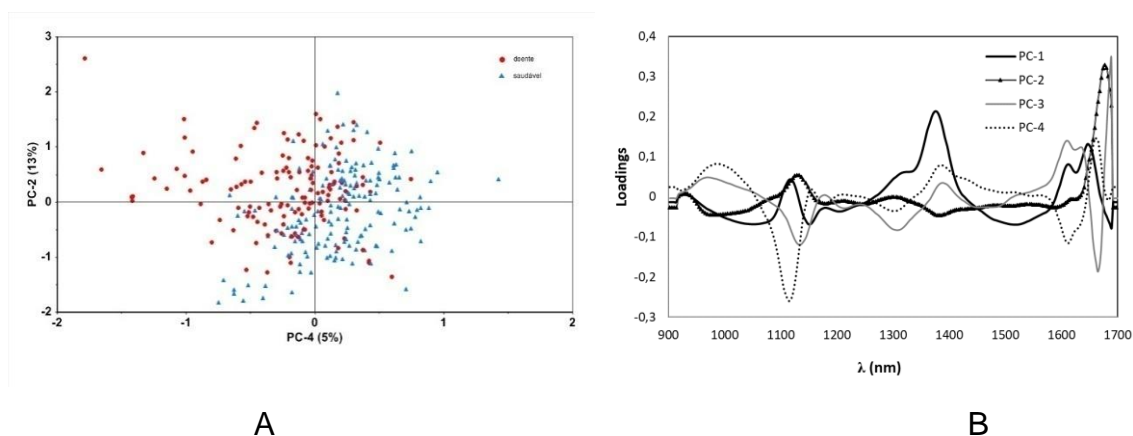 3
2
1
0
-1
-2
-2
-1
0
1
2
PC-2 (13%)
PC-4 (5%)
doente
saudável
A
0,4
0,3
0,2
0,1
0
-0,1
-0,2
-0,3
Loadings
900 1000 1100 1200 1300 1400 1500 1600 1700
λ (nm)
PC-1
PC-2
PC-3
PC-4
B